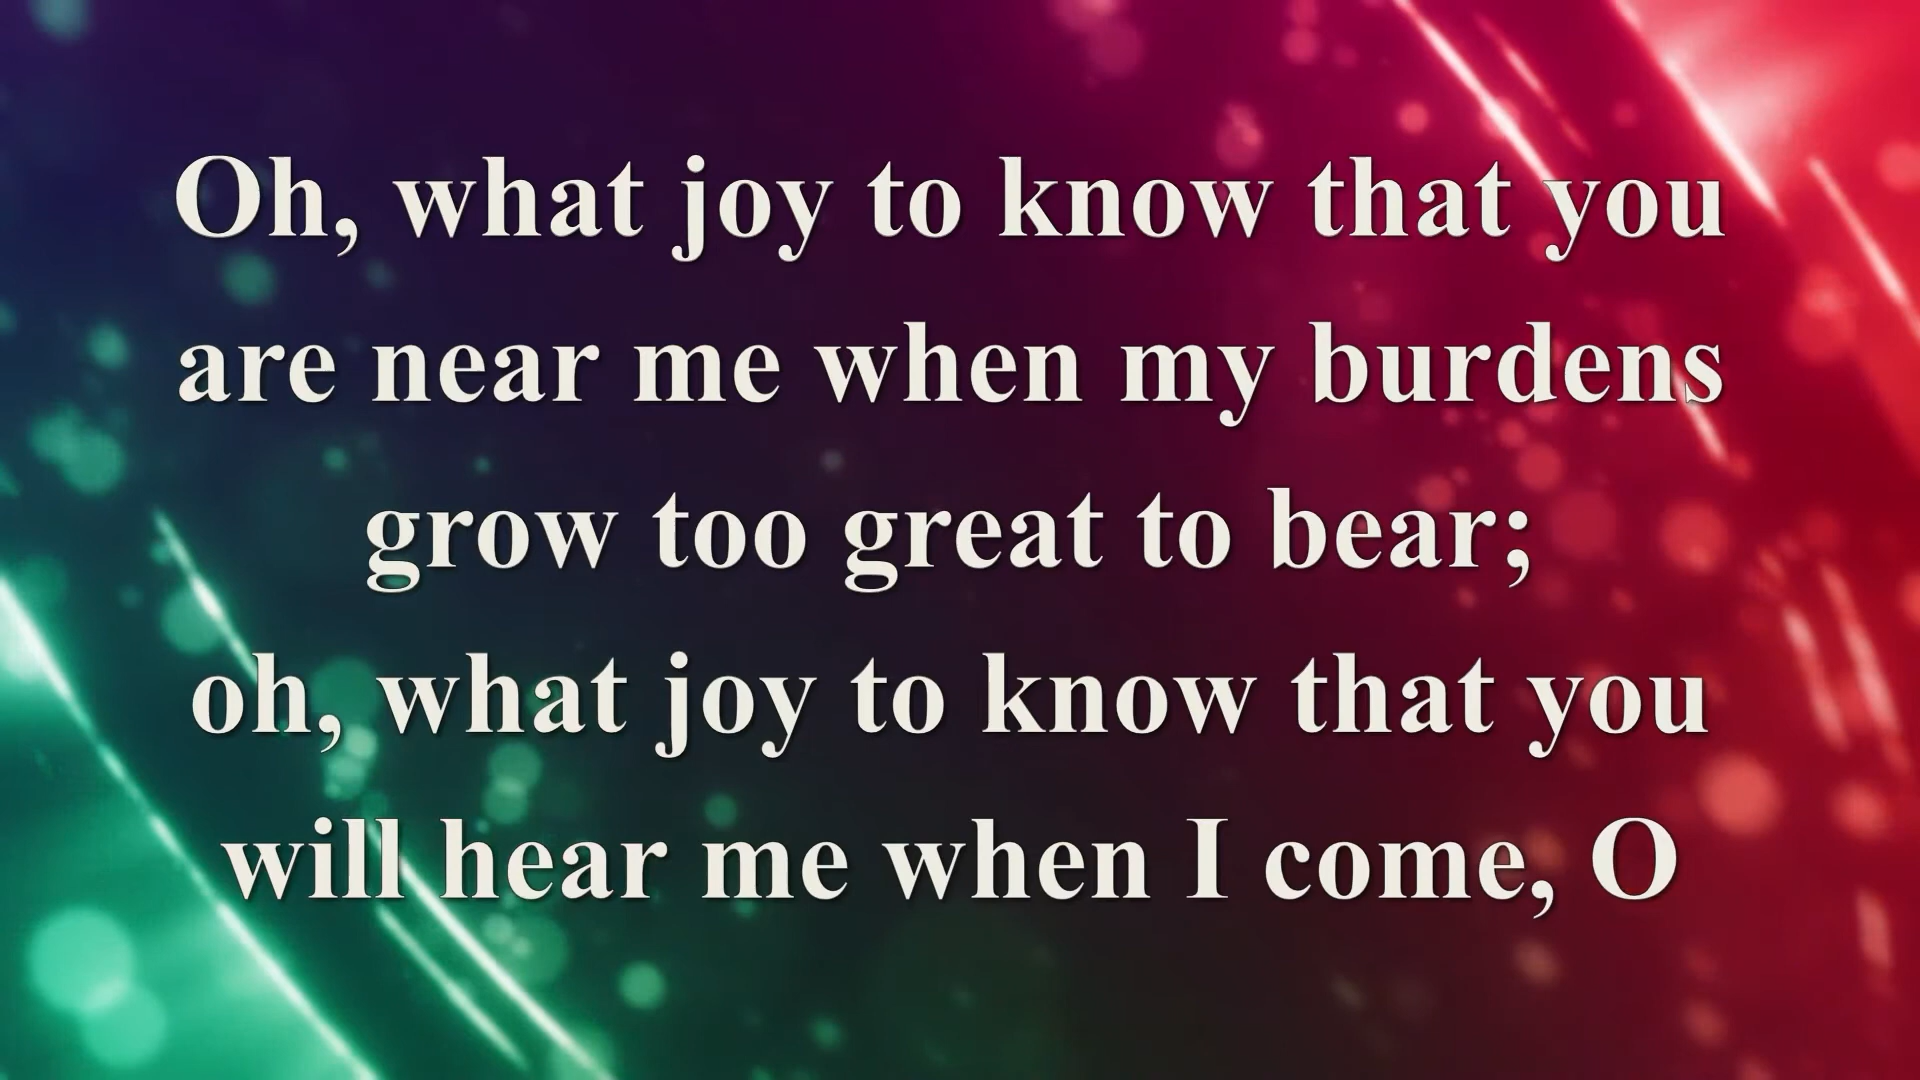 Oh, what joy to know that you
are near me when my burdens
grow too great to bear;
oh, what joy to know that you
will hear me when I come, O